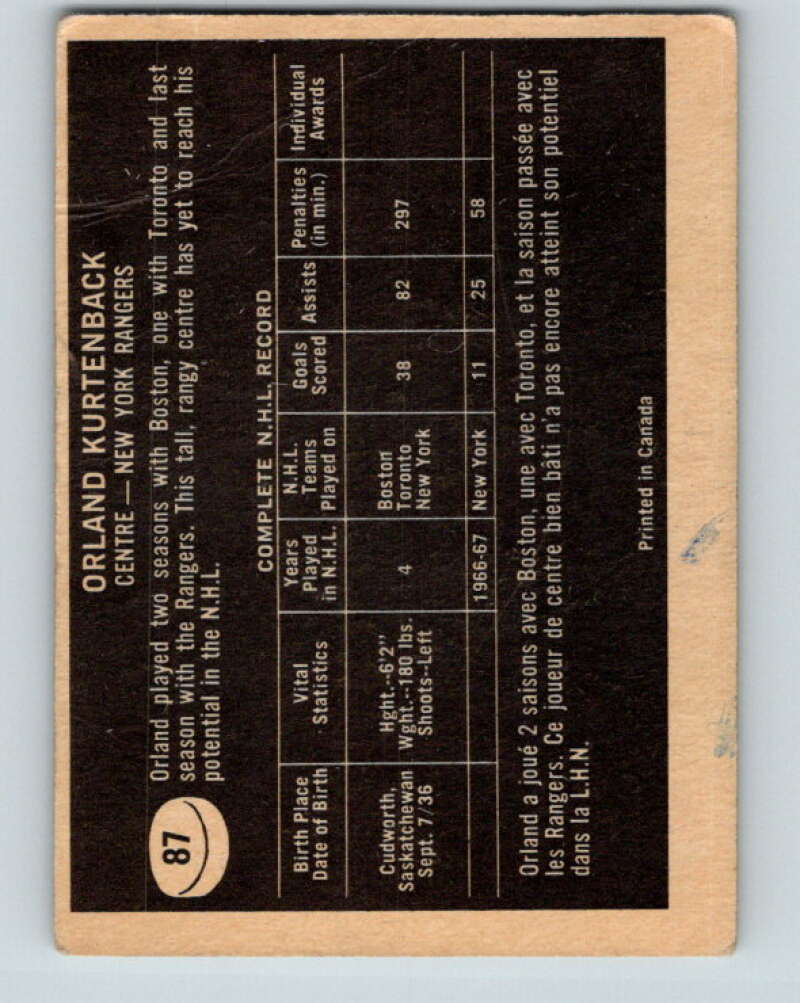 ORLAND KURTENBACK
CENTRE — NEW YORK RANGERS
87
Orland played two seasons with Boston, one with Toronto and last
season with the Rangers. This tall, rangy centre has yet to reach his
potential in the N.H.L.
COMPLETE N.H.L. RECORD
Birth Place
Date of Birth
Vital
Statistics
Years
Played
in N.H.L.
N.H.L.
Teams
Played on
Goals
Scored
Assists
Penalties
(in min.)
Individual
Awards
Cudworth,
Saskatchewan
Sept. 7/36
Hght.--6'2"
Wght.--180 lbs.
Shoots--Left
4
Boston
Toronto
New York
38
82
297
1966-67
New York
11
25
58
Orland a joué 2 saisons avec Boston, une avec Toronto, et la saison passée avec
les Rangers. Ce joueur de centre bien bâti n'a pas encore atteint son potentiel
dans la L.H.N.
Printed in Canada